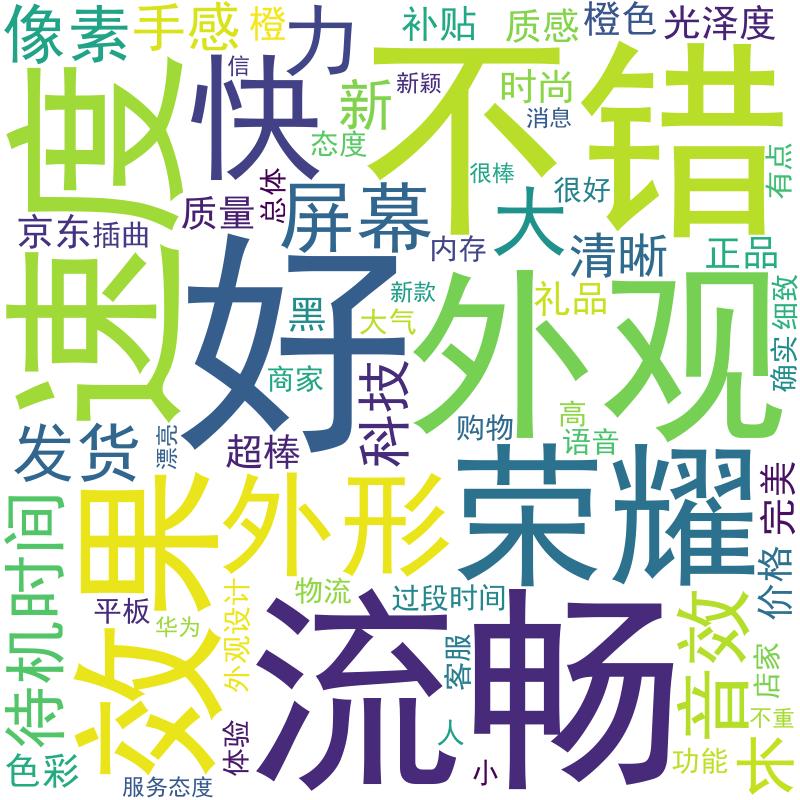 像素
手感
橙
力
补贴
质感
橙色
光泽度
速度
快
信
新
新颖
不错
时尚
消息
态度
很棒
很好
有点
京东
插曲
质量
总体
屏幕
大
内存
清晰
正品
好
黑
新款
大气
外观
礼品
细致
确实
商家
科技
高
购物
语音
发货
漂亮
超棒
荣耀
完美
待机时间
效果
外形
平板
华为
外观设计
物流
过段时间
价格
流畅
客服
音效
店家
不重
色彩
服务态度
体验
人
小
功能
长